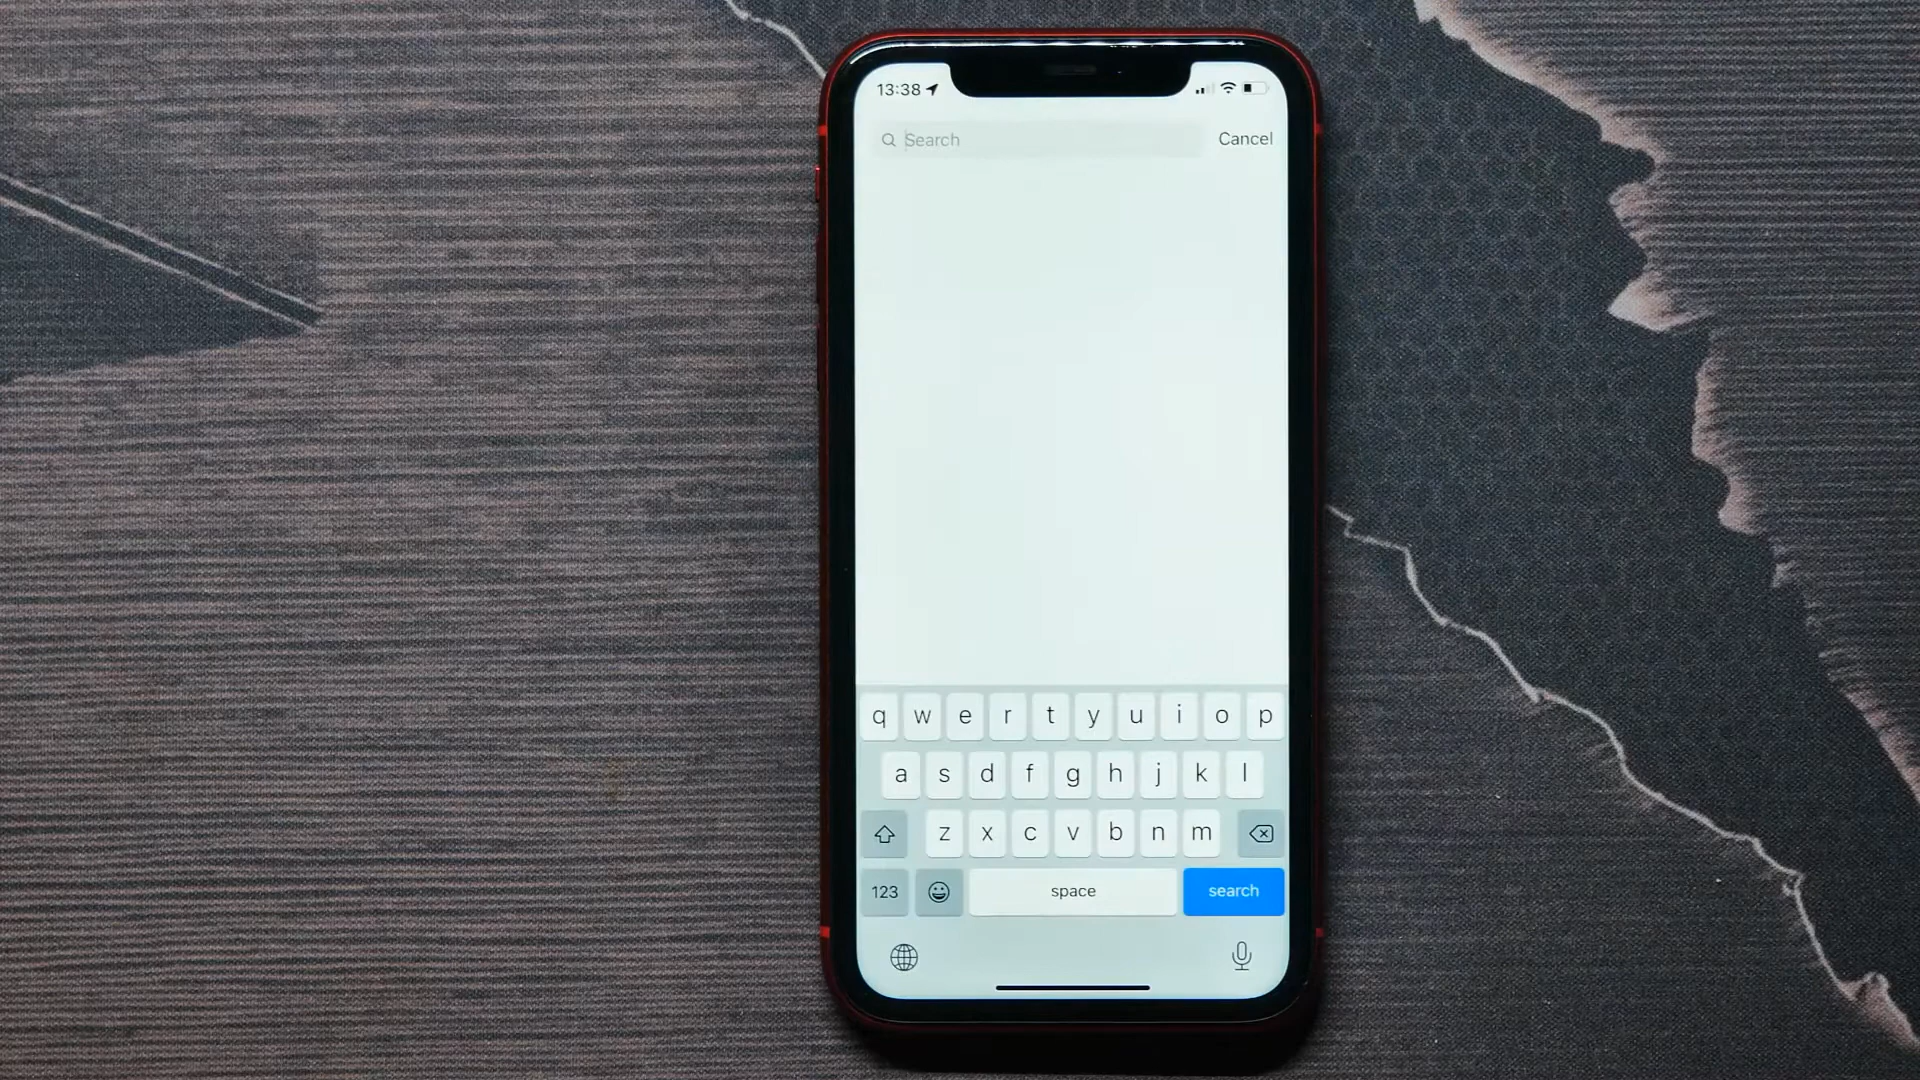 13:38
Search Cancel
q w e r t y u i o p
a s d f g h j k l
z x c v b n m
123 space search